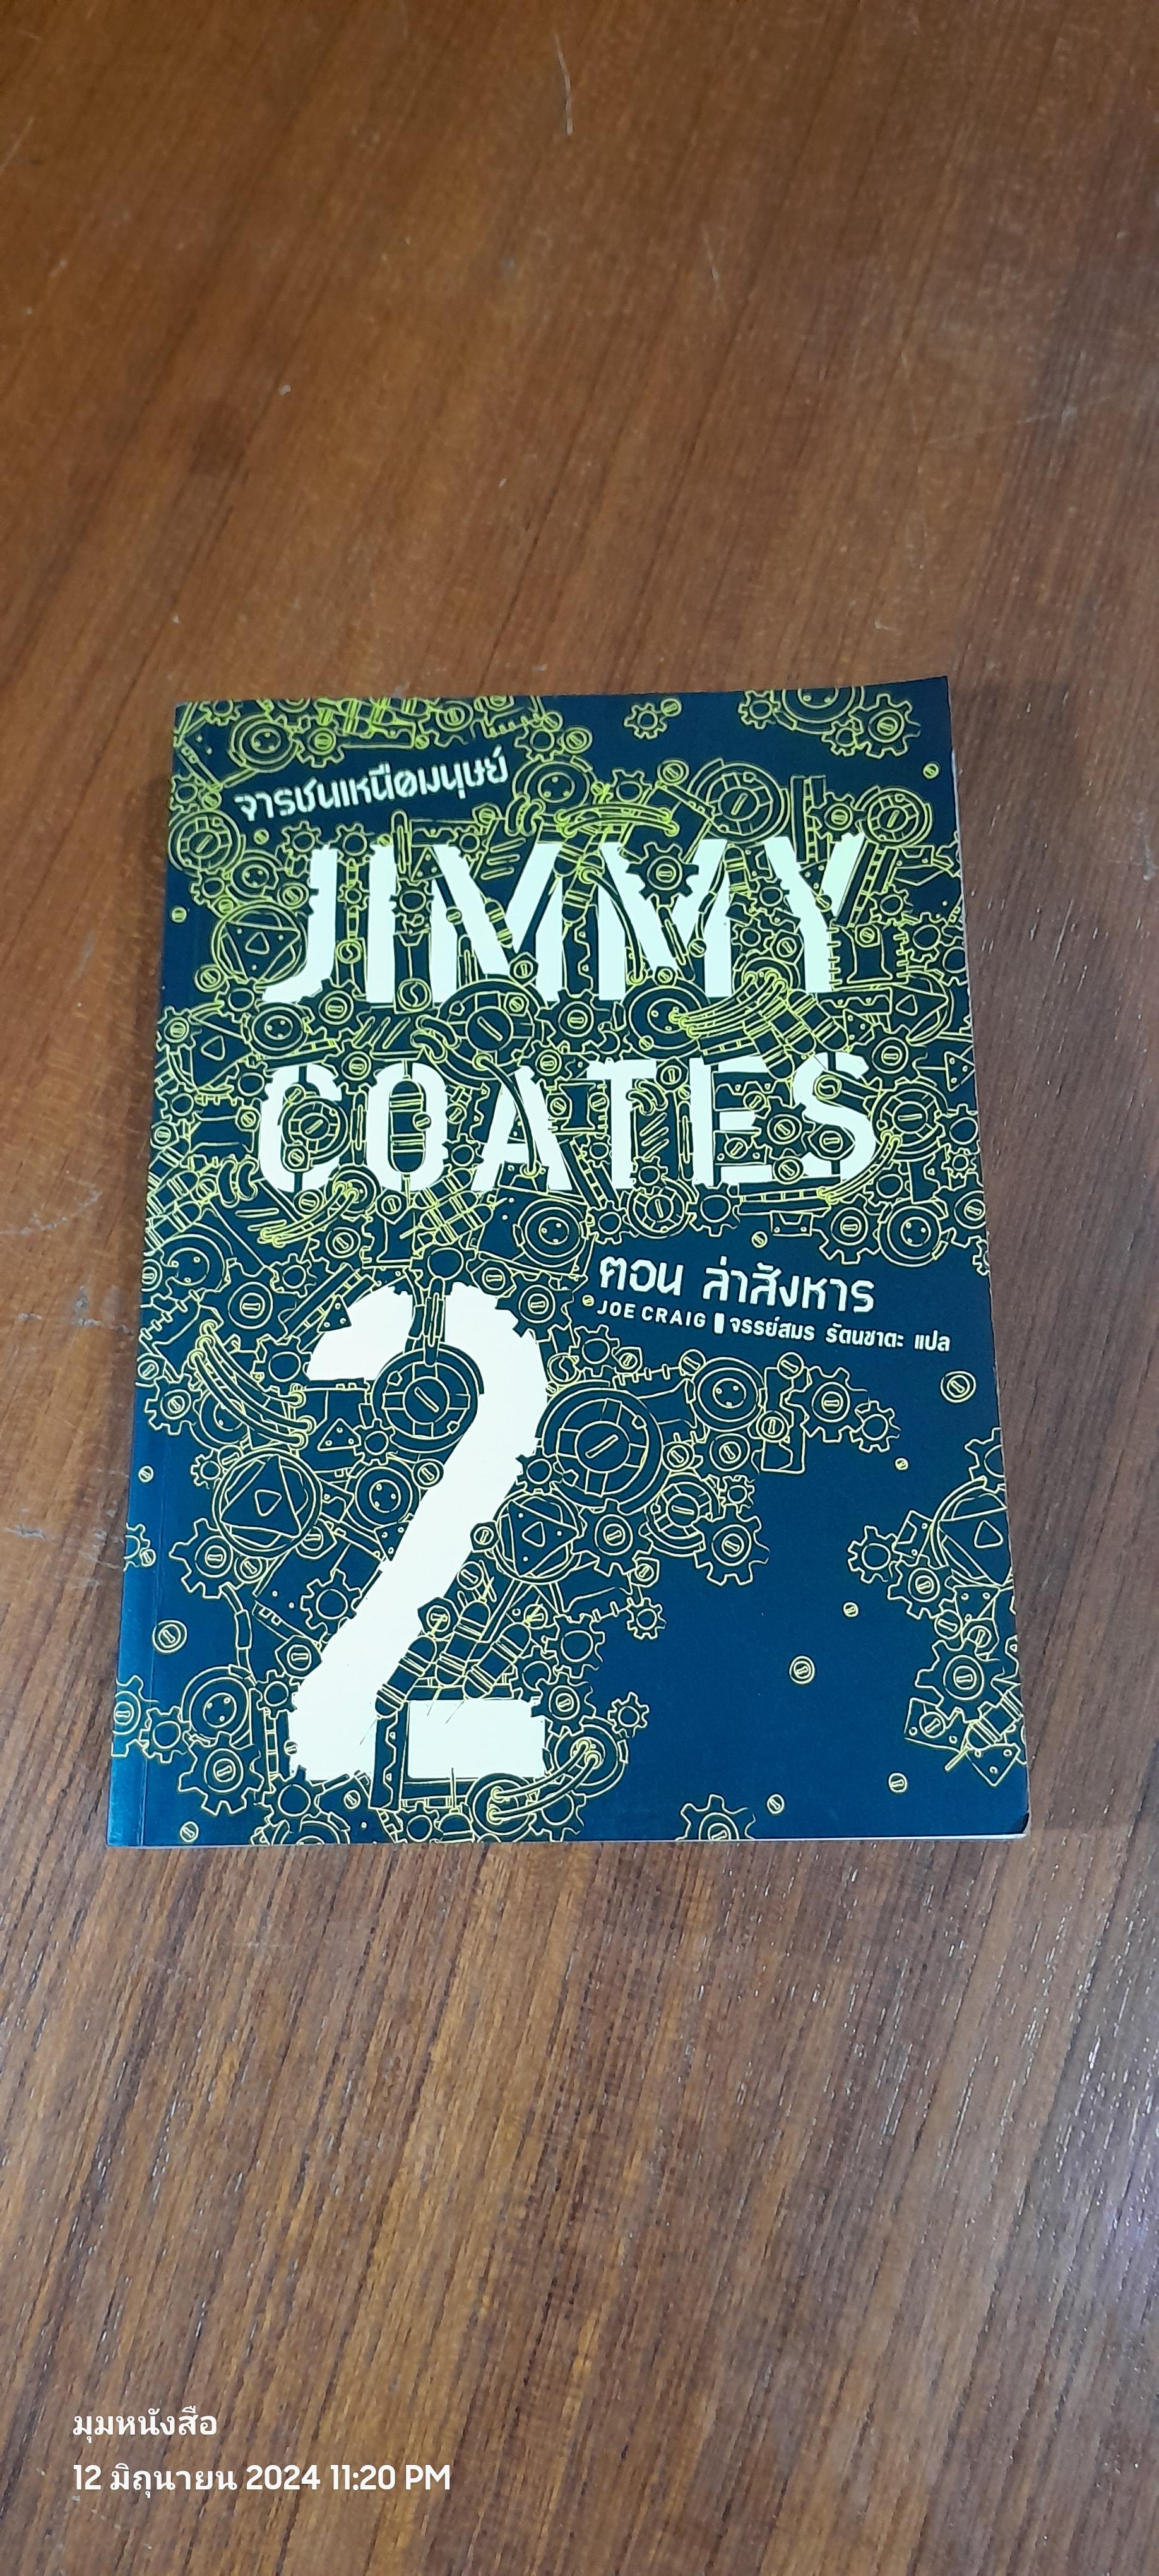 จารชนเหนือมนุษย์
JIMMY
COATES
2
ตอน ล่าสังหาร
JOE CRAIG จรรย์สมร รัตนชาตะ แปล
มุมหนังสือ
12 มิถุนายน 2024 11:20 PM